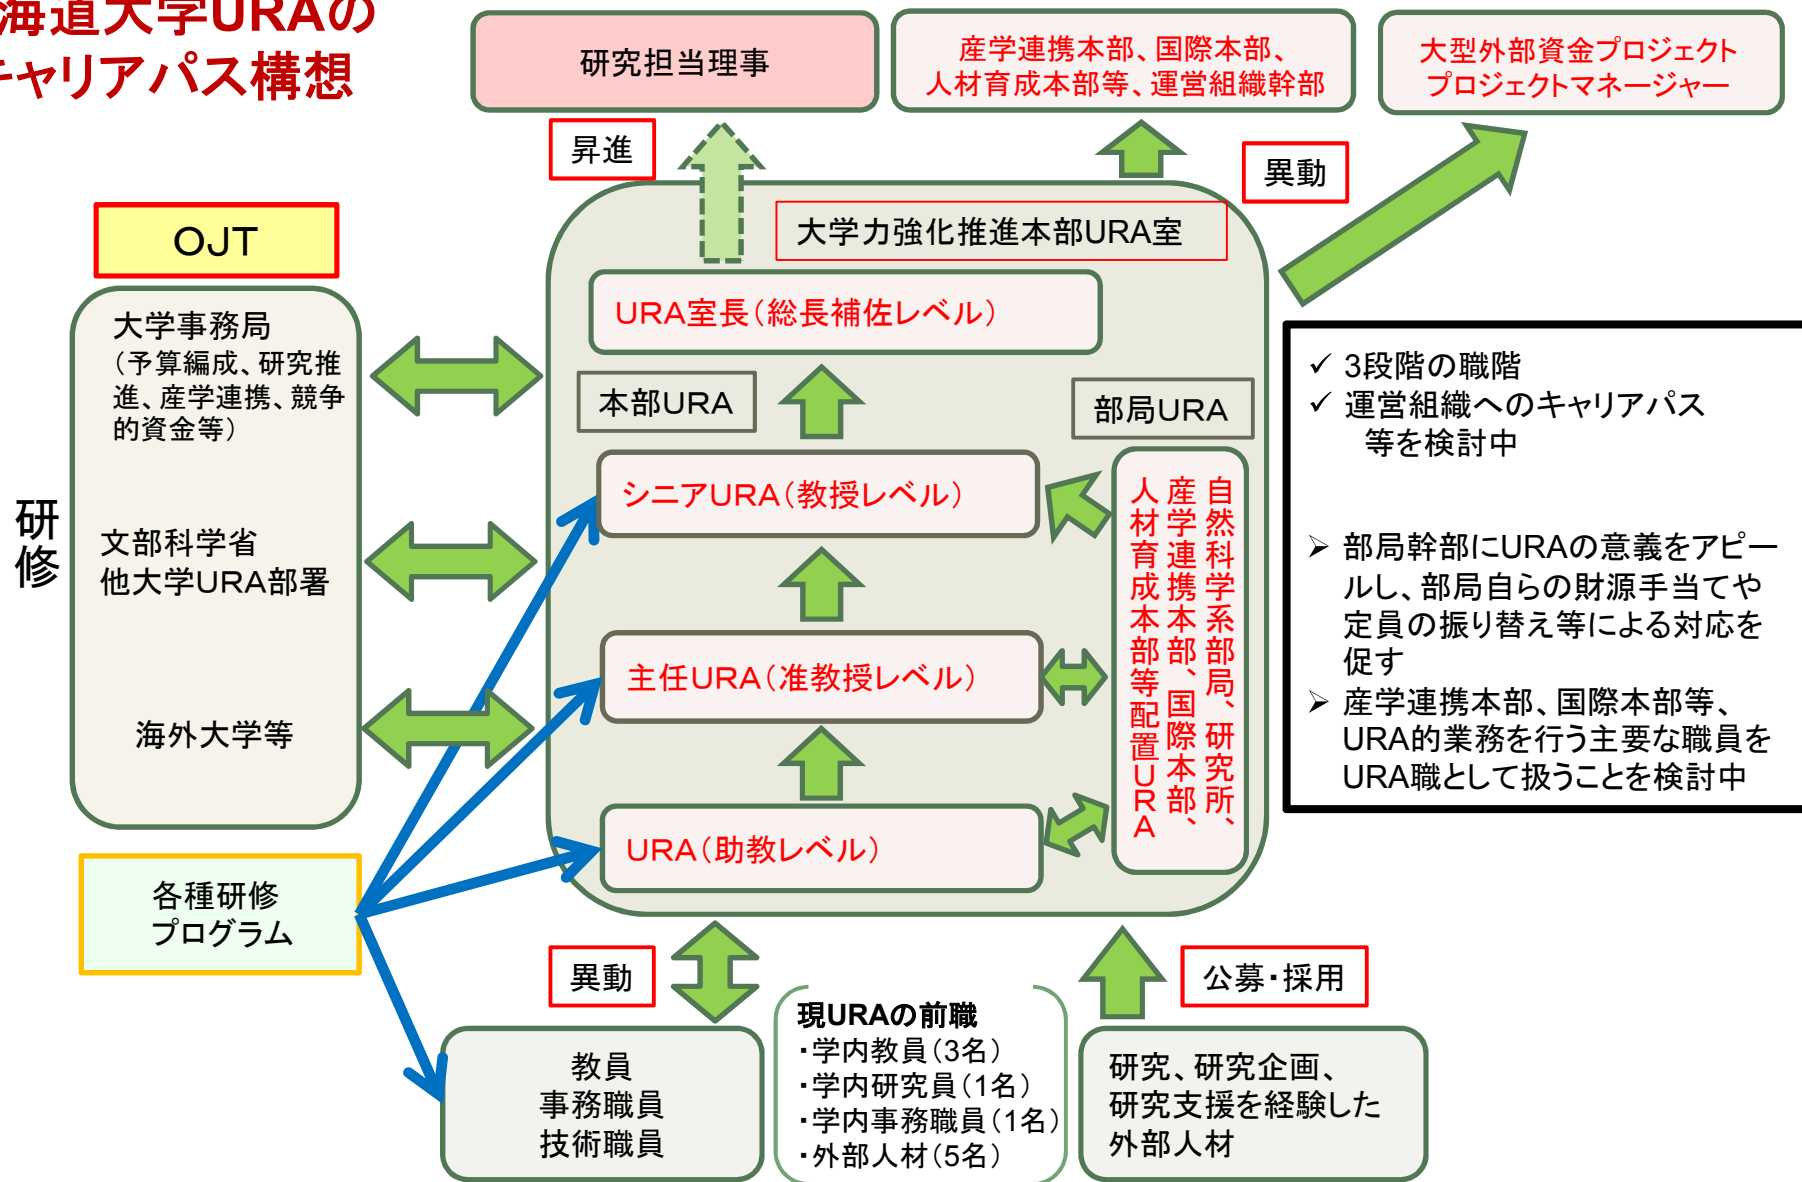 海道大学URAの
キャリアパス構想
研究担当理事
産学連携本部、国際本部、
人材育成本部等、運営組織幹部
大型外部資金プロジェクト
プロジェクトマネージャー
昇進
異動
大学力強化推進本部URA室
OJT
大学事務局
(予算編成、研究推
進、産学連携、競争
的資金等)
文部科学省
他大学URA部署
海外大学等
研修
各種研修
プログラム
URA室長(総長補佐レベル)
本部URA
部局URA
シニアURA(教授レベル)
主任URA(准教授レベル)
URA(助教レベル)
自然科学系部局、研究所、
産学連携本部、国際本部、
人材育成本部等配置URA
✓ 3段階の職階
✓ 運営組織へのキャリアパス
等を検討中
➢ 部局幹部にURAの意義をアピー
ルし、部局自らの財源手当てや
定員の振り替え等による対応を
促す
➢ 産学連携本部、国際本部等、
URA的業務を行う主要な職員を
URA職として扱うことを検討中
異動
公募・採用
教員
事務職員
技術職員
現URAの前職
・学内教員(3名)
・学内研究員(1名)
・学内事務職員(1名)
・外部人材(5名)
研究、研究企画、
研究支援を経験した
外部人材